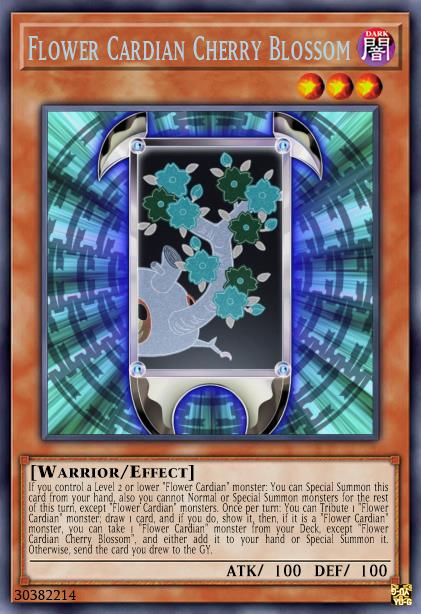 FLOWER CARDIAN CHERRY BLOSSOM
DARK
闇
[WARRIOR/EFFECT]
If you control a Level 2 or lower "Flower Cardian" monster: You can Special Summon this
card from your hand, also you cannot Normal or Special Summon monsters for the rest
of this turn, except "Flower Cardian" monsters. Once per turn: You can Tribute 1 "Flower
Cardian" monster; draw 1 card, and if you do, show it, then, if it is a "Flower Cardian"
monster, you can take 1 "Flower Cardian" monster from your Deck, except "Flower
Cardian Cherry Blossom", and either add it to your hand or Special Summon it.
Otherwise, send the card you drew to the GY.
ATK/ 100 DEF/ 100
30382214